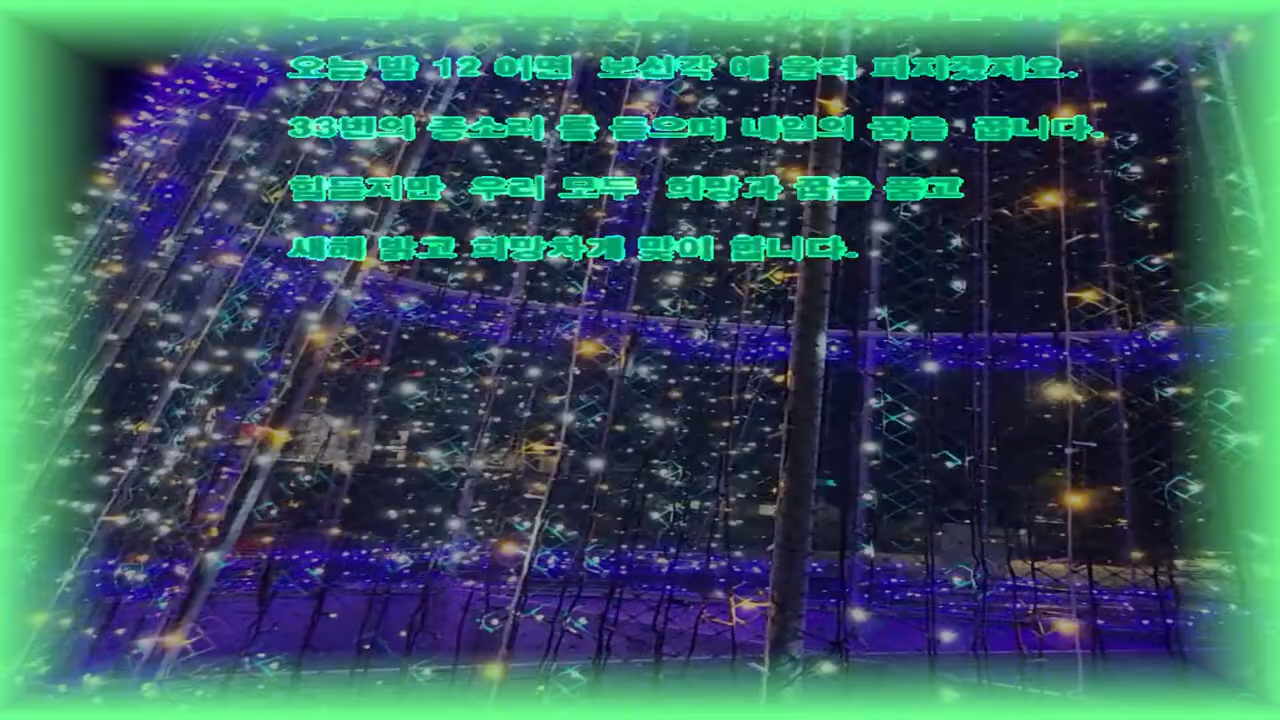 오늘 밤 12 이면 보신각 에 울려 퍼지겠지요.
33번의 종소리 를 들으며 내일의 꿈을 꿉니다.
힘들지만 우리 모두 희망과 꿈을 품고
새해 밝고 희망차게 맞이 합니다.